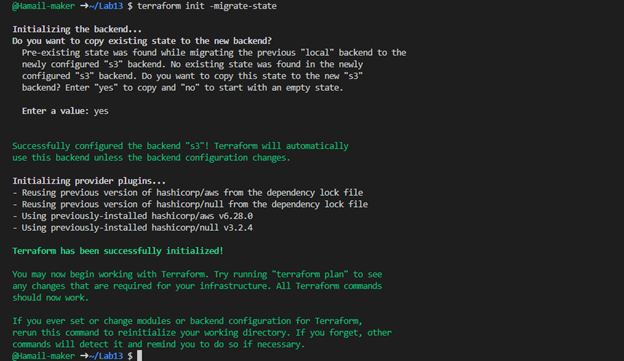 @Hamail-maker ➜~/Lab13 $ terraform init -migrate-state
Initializing the backend...
Do you want to copy existing state to the new backend?
Pre-existing state was found while migrating the previous "local" backend to the
newly configured "s3" backend. No existing state was found in the newly
configured "s3" backend. Do you want to copy this state to the new "s3"
backend? Enter "yes" to copy and "no" to start with an empty state.
Enter a value: yes
Successfully configured the backend "s3"! Terraform will automatically
use this backend unless the backend configuration changes.
Initializing provider plugins...
- Reusing previous version of hashicorp/aws from the dependency lock file
- Reusing previous version of hashicorp/null from the dependency lock file
- Using previously-installed hashicorp/aws v6.28.0
- Using previously-installed hashicorp/null v3.2.4
Terraform has been successfully initialized!
You may now begin working with Terraform. Try running "terraform plan" to see
any changes that are required for your infrastructure. All Terraform commands
should now work.
If you ever set or change modules or backend configuration for Terraform,
rerun this command to reinitialize your working directory. If you forget, other
commands will detect it and remind you to do so if necessary.
@Hamail-maker ➜~/Lab13 $